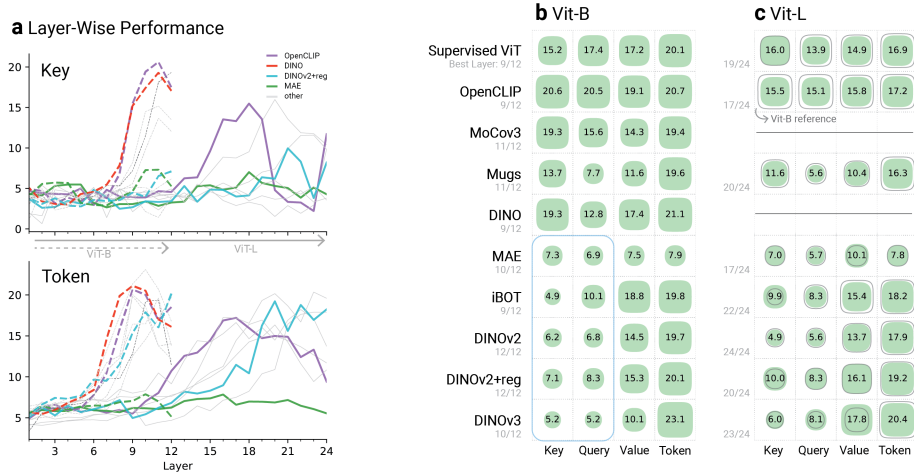 a Layer-Wise Performance
Key
OpenCLIP
DINO
DINOv2+reg
MAE
other
20
15
10
5
0
ViT-B
ViT-L
Token
20
15
10
5
3 6 9 12 15 18 21 24
Layer
b Vit-B
Supervised ViT 15.2 17.4 17.2 20.1
Best Layer: 9/12
OpenCLIP 20.6 20.5 19.1 20.7
9/12
MoCov3 19.3 15.6 14.3 19.4
11/12
Mugs 13.7 7.7 11.6 19.6
11/12
DINO 19.3 12.8 17.4 21.1
9/12
MAE 7.3 6.9 7.5 7.9
10/12
iBOT 4.9 10.1 18.8 19.8
9/12
DINOv2 6.2 6.8 14.5 19.7
12/12
DINOv2+reg 7.1 8.3 15.3 20.1
12/12
DINOv3 5.2 5.2 10.1 23.1
10/12
Key Query Value Token
c Vit-L
16.0 13.9 14.9 16.9
19/24
15.5 15.1 15.8 17.2
17/24
Vit-B reference
11.6 5.6 10.4 16.3
20/24
7.0 5.7 10.1 7.8
17/24
9.9 8.3 15.4 18.2
22/24
4.9 5.6 13.7 17.9
24/24
10.0 8.3 16.1 19.2
20/24
6.0 8.1 17.8 20.4
23/24
Key Query Value Token